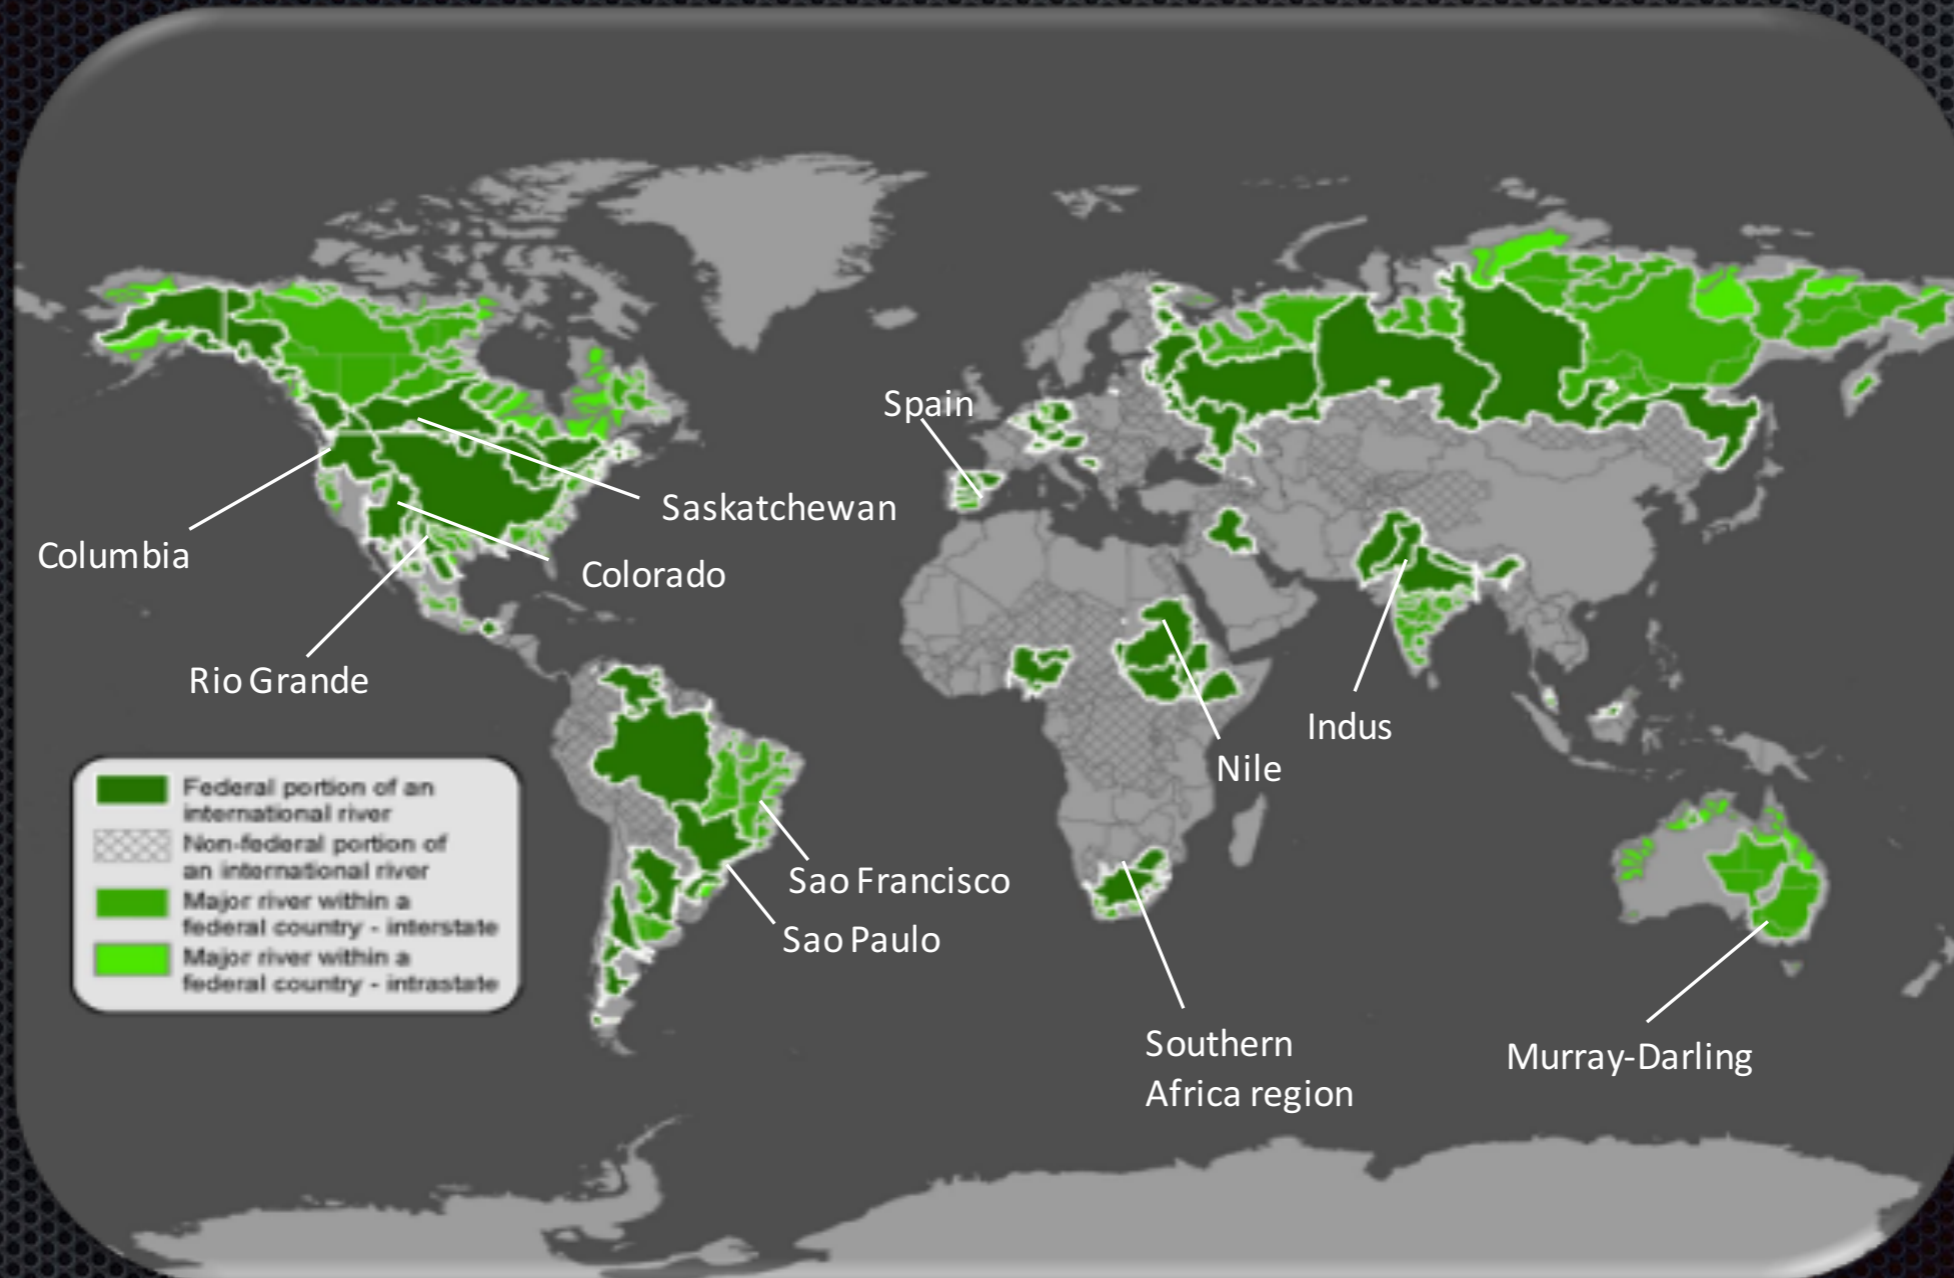 Spain
Saskatchewan
Columbia
Colorado
Rio Grande
Indus
Nile
Federal portion of an
international river
Non-federal portion of
an international river
Major river within a
federal country - interstate
Major river within a
federal country - intrastate
Sao Francisco
Sao Paulo
Southern
Africa region
Murray-Darling